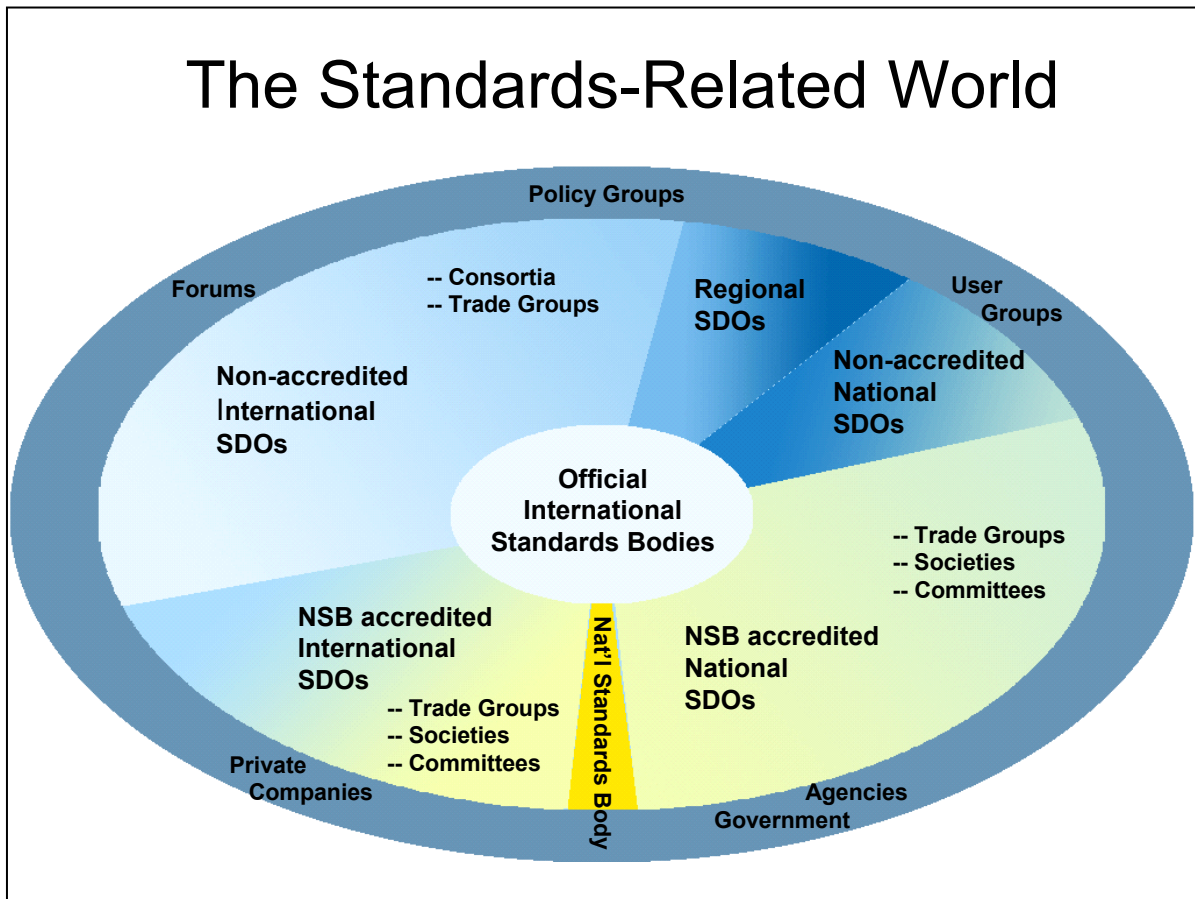 The Standards-Related World
Policy Groups
Forums
-- Consortia
-- Trade Groups
Regional
SDOs
User
Groups
Non-accredited
International
SDOs
Non-accredited
National
SDOs
Official
International
Standards Bodies
-- Trade Groups
-- Societies
-- Committees
NSB accredited
International
SDOs
-- Trade Groups
-- Societies
-- Committees
Nat'l Standards Body
NSB accredited
National
SDOs
Private
Companies
Agencies
Government